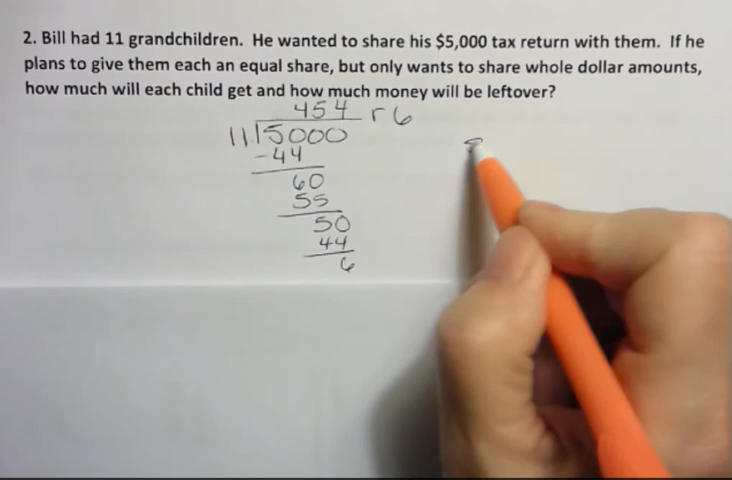 2. Bill had 11 grandchildren. He wanted to share his $5,000 tax return with them. If he
plans to give them each an equal share, but only wants to share whole dollar amounts,
how much will each child get and how much money will be leftover?
454 r 6
11 5000
-44
60
55
50
44
6